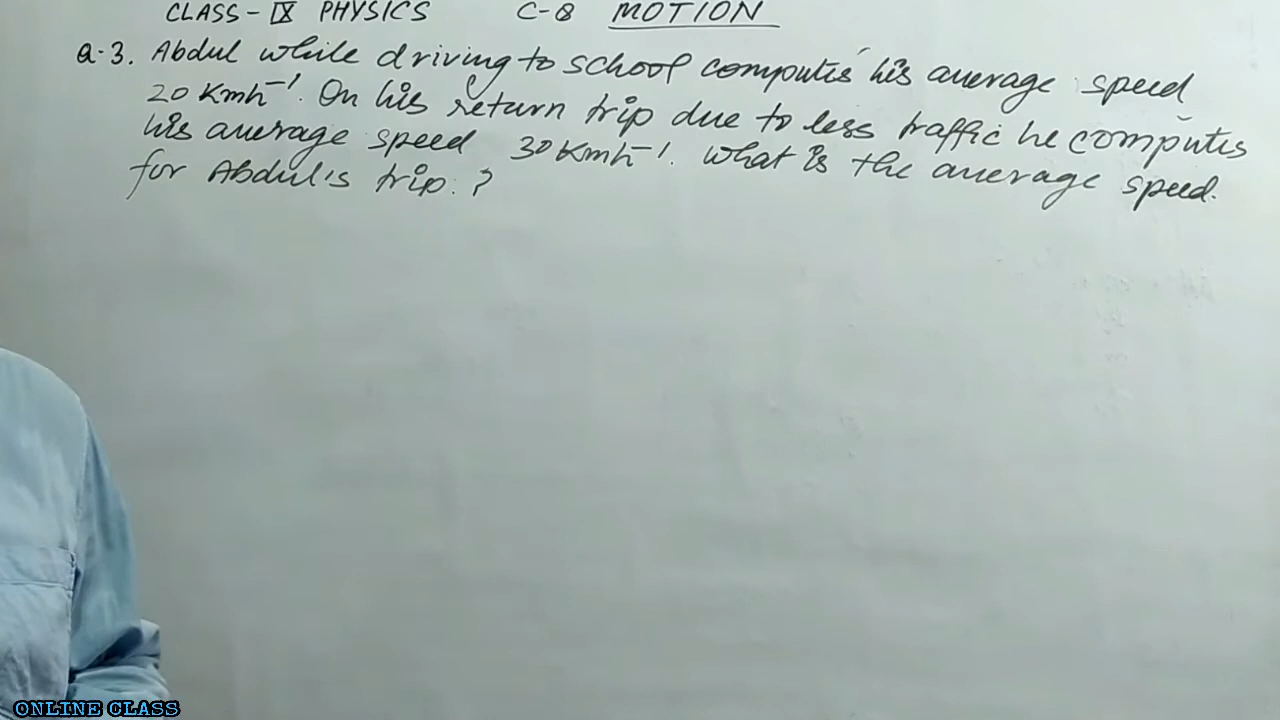 CLASS-IX PHYSICS C-8 MOTION
Q.3. Abdul while driving to school computes his average speed
20 Kmh⁻¹. On his return trip due to less traffic he computes
his average speed 30 Kmh⁻¹. What is the average speed.
for Abdul's trip.?
ONLINE CLASS